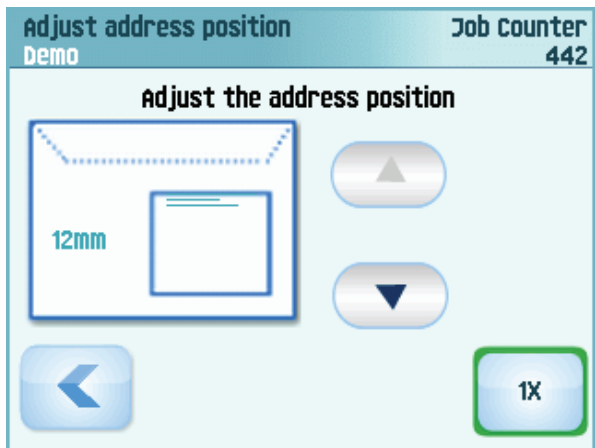 Adjust address position
Job Counter
Demo
442
Adjust the address position
12mm
1X